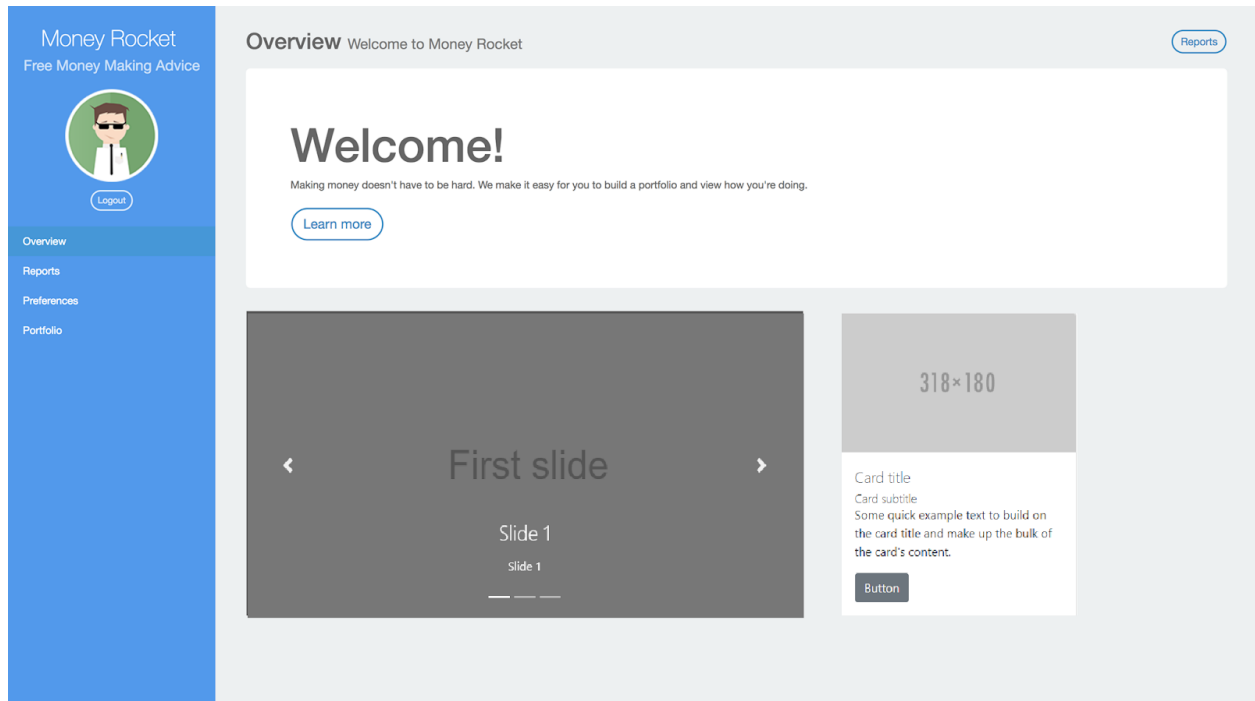 Money Rocket
Free Money Making Advice
Logout
Overview
Reports
Preferences
Portfolio
Overview Welcome to Money Rocket
Reports
Welcome!
Making money doesn't have to be hard. We make it easy for you to build a portfolio and view how you're doing.
Learn more
First slide
Slide 1
Slide 1
318×180
Card title
Card subtitle
Some quick example text to build on
the card title and make up the bulk of
the card's content.
Button